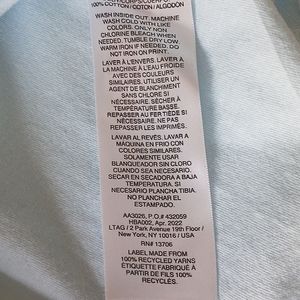 100% COTTON/COTON/ALGODÓN
WASH INSIDE OUT. MACHINE
WASH COLD WITH LIKE
COLORS. ONLY NON
CHLORINE BLEACH WHEN
NEEDED. TUMBLE DRY LOW.
WARM IRON IF NEEDED. DO
NOT IRON ON PRINT.
LAVER À L'ENVERS. LAVER À
LA MACHINE À L'EAU FROIDE
AVEC DES COULEURS
SIMILAIRES. UTILISER UN
AGENT DE BLANCHIMENT
SANS CHLORE SI
NÉCESSAIRE. SÉCHER À
TEMPÉRATURE BASSE.
REPASSER AU FER TIÈDE SI
NÉCESSAIRE. NE PAS
REPASSER LES IMPRIMÉS.
LAVAR AL REVÉS. LAVAR A
MÁQUINA EN FRIO CON
COLORES SIMILARES.
SOLAMENTE USAR
BLANQUEADOR SIN CLORO
CUANDO SEA NECESARIO.
SECAR EN SECADORA A BAJA
TEMPERATURA. SI
NECESARIO PLANCHA TIBIA.
NO PLANCHAR EL
ESTAMPADO.
AA3026, P.O.# 432059
HBA002, Apr. 2022
LTAG / 2 Park Avenue 19th Floor /
New York, NY 10016 / USA
RN# 13706
LABEL MADE FROM
100% RECYCLED YARNS
ÉTIQUETTE FABRIQUÉ À
PARTIR DE FILS 100%
RECYCLÉS.